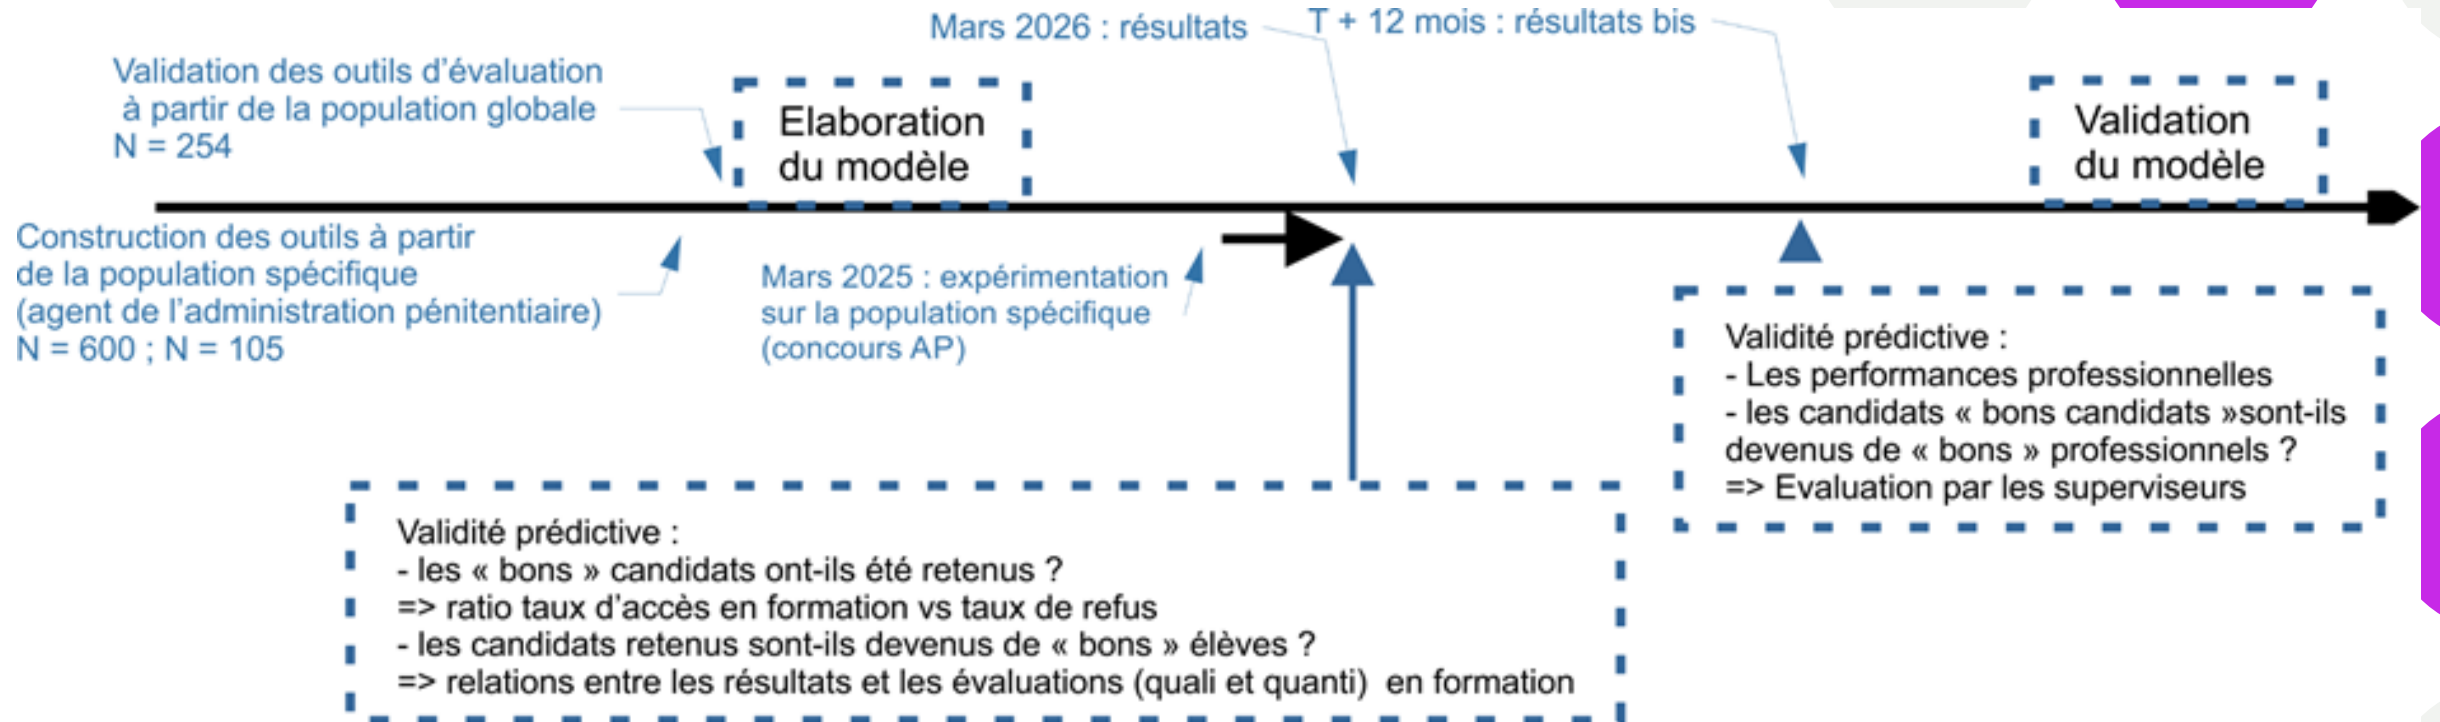 Mars 2026 : résultats
T + 12 mois : résultats bis
Validation des outils d'évaluation
à partir de la population globale
N = 254
Elaboration
du modèle
Validation
du modèle
Construction des outils à partir
de la population spécifique
(agent de l'administration pénitentiaire)
N = 600 ; N = 105
Mars 2025 : expérimentation
sur la population spécifique
(concours AP)
Validité prédictive :
- Les performances professionnelles
- les candidats « bons candidats »sont-ils
devenus de « bons » professionnels ?
=> Evaluation par les superviseurs
Validité prédictive :
- les « bons » candidats ont-ils été retenus ?
=> ratio taux d'accès en formation vs taux de refus
- les candidats retenus sont-ils devenus de « bons » élèves ?
=> relations entre les résultats et les évaluations (quali et quanti) en formation